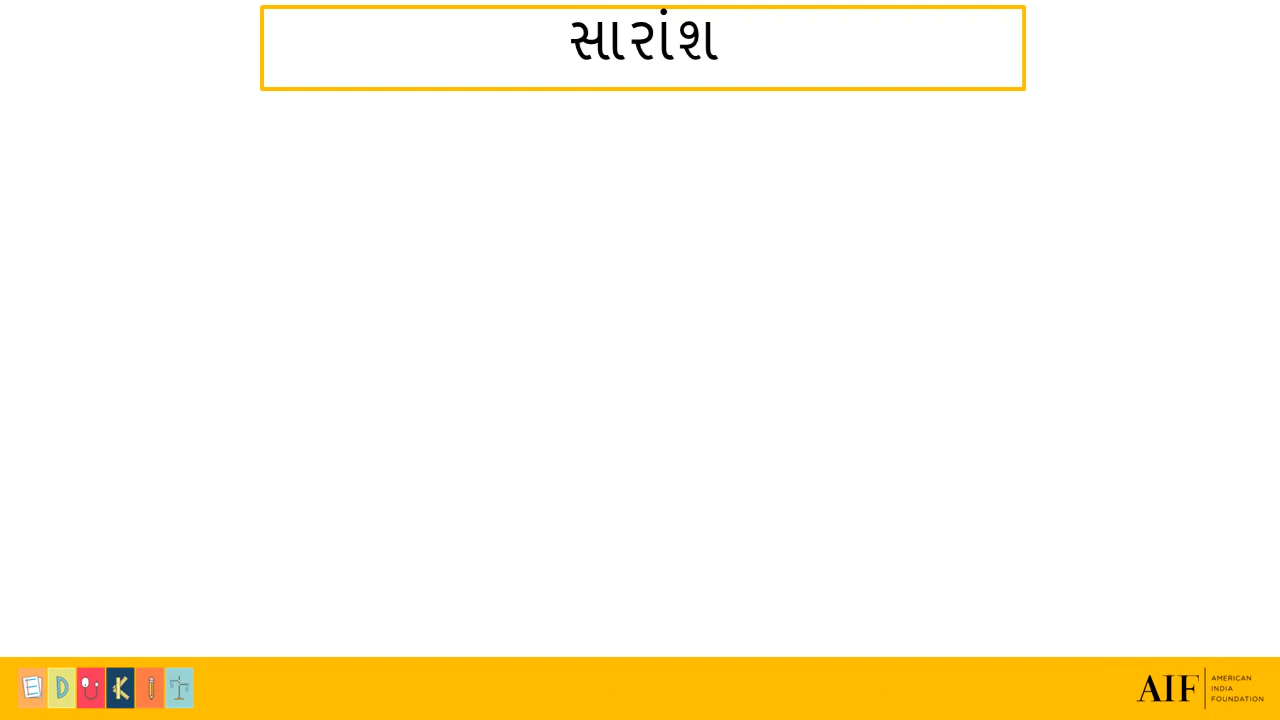 સારાંશ
EDUKIT
AIF
AMERICAN
INDIA
FOUNDATION